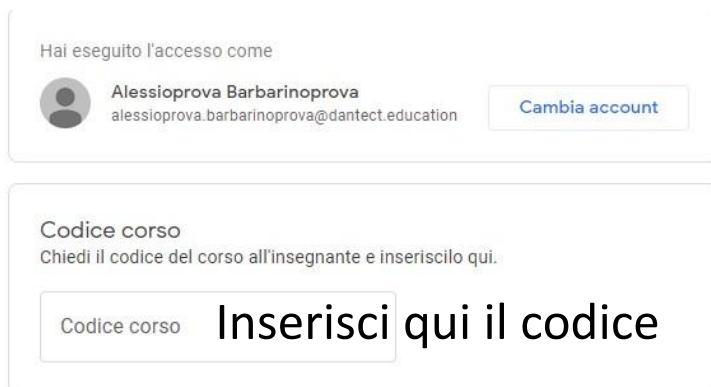 Hai eseguito l'accesso come
Alessioprova Barbarinoprova
alessioprova.barbarinoprova@dantect.education
Cambia account
Codice corso
Chiedi il codice del corso all'insegnante e inseriscilo qui.
Codice corso
Inserisci qui il codice